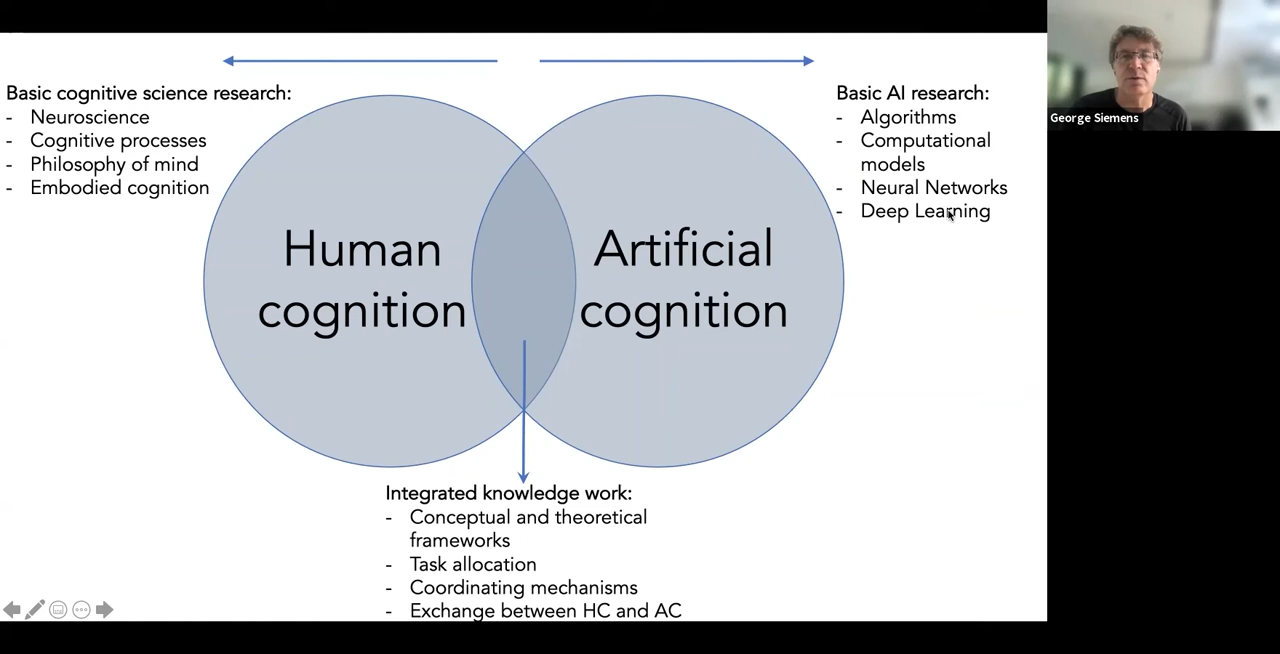 Basic cognitive science research:
- Neuroscience
- Cognitive processes
- Philosophy of mind
- Embodied cognition
Human
cognition
Artificial
cognition
Basic AI research:
- Algorithms
- Computational
models
- Neural Networks
- Deep Learning
George Siemens
Integrated knowledge work:
- Conceptual and theoretical
frameworks
- Task allocation
- Coordinating mechanisms
- Exchange between HC and AC